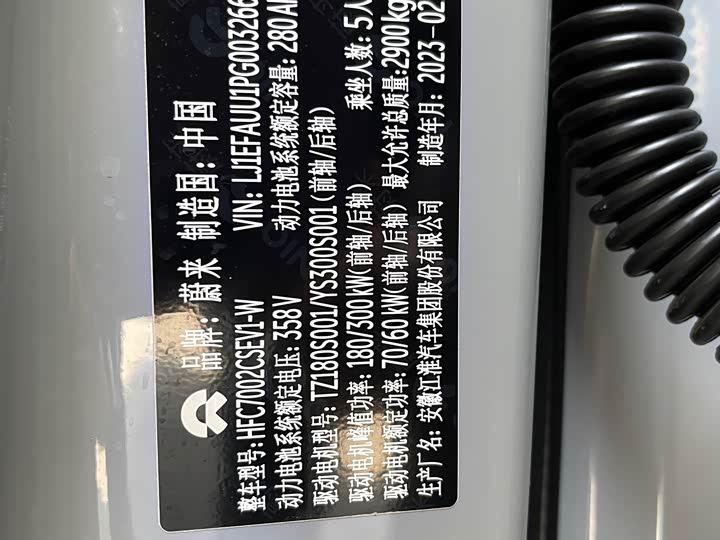 品牌：蔚来 制造国：中国
整车型号：HFC7002CSEV1-W VIN：LJ1EFAUU1PG003266
动力电池系统额定电压：358V 动力电池系统额定容量：280A
驱动电机型号：TZ180S001/YS300S001（前轴/后轴）
驱动电机峰值功率：180/300 kW（前轴/后轴） 乘坐人数：5人
驱动电机额定功率：70/60 kW（前轴/后轴） 最大允许总质量：2900kg
生产厂名：安徽江淮汽车集团股份有限公司 制造年月：2023-02